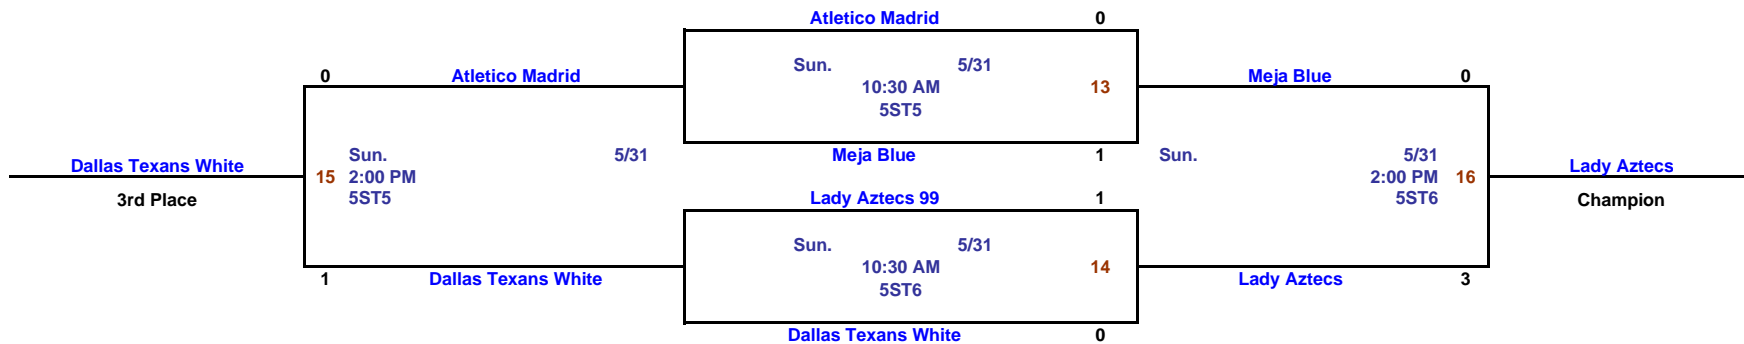 Atletico Madrid 0
Sun. 5/31
10:30 AM 13
5ST5
Meja Blue 1
Lady Aztecs 99 1
Sun. 5/31
10:30 AM 14
5ST6
Dallas Texans White 0
0 Atletico Madrid
Sun. 5/31
15 2:00 PM
5ST5
1 Dallas Texans White
Dallas Texans White
3rd Place
Meja Blue 0
Sun. 5/31
2:00 PM 16
5ST6
Lady Aztecs 3
Lady Aztecs
Champion